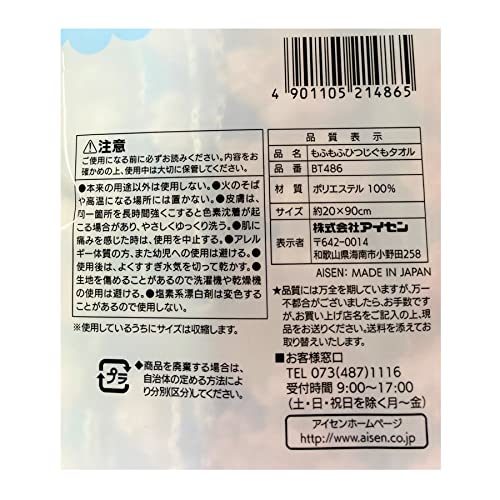 4 901105 214865
⚠注意
ご使用になる前に必ずお読みください。内容をお
確かめの上、使用中は大切に保管してください。
●本来の用途以外は使用しない。●火のそば
や高温になる場所には置かない。●皮膚は、
同一箇所を長時間強くこすると色素沈着が起
こる場合があり、やさしくゆっくり洗う。●肌に
痛みを感じた時は、使用を中止する。●アレル
ギー体質の方、また幼児への使用は避ける。●
使用後は、よくすすぎ水気を切って乾かす。●
生地を傷めることがあるので洗濯機や乾燥機
の使用は避ける。●塩素系漂白剤は変色する
ことがあるので使用しない。
※使用しているうちにサイズは収縮します。
プラ
●商品を廃棄する場合は、
自治体の定める方法によ
り分別(区分)してください。
品質表示
品名 もふもふひつじぐもタオル
品番 BT486
材質 ポリエステル 100%
サイズ 約20×90cm
表示者 株式会社アイセン
〒642-0014
和歌山県海南市小野田258
AISEN: MADE IN JAPAN
★品質には万全を期していますが、万一
不都合がございましたら、お手数です
が、お買い上げ店名をご記入の上、現
品をお送りください。送料を添えてお
取り替えいたします。
■お客様窓口
TEL 073(487)1116
受付時間 9:00〜17:00
(土・日・祝日を除く月〜金)
アイセンホームページ
http://www.aisen.co.jp